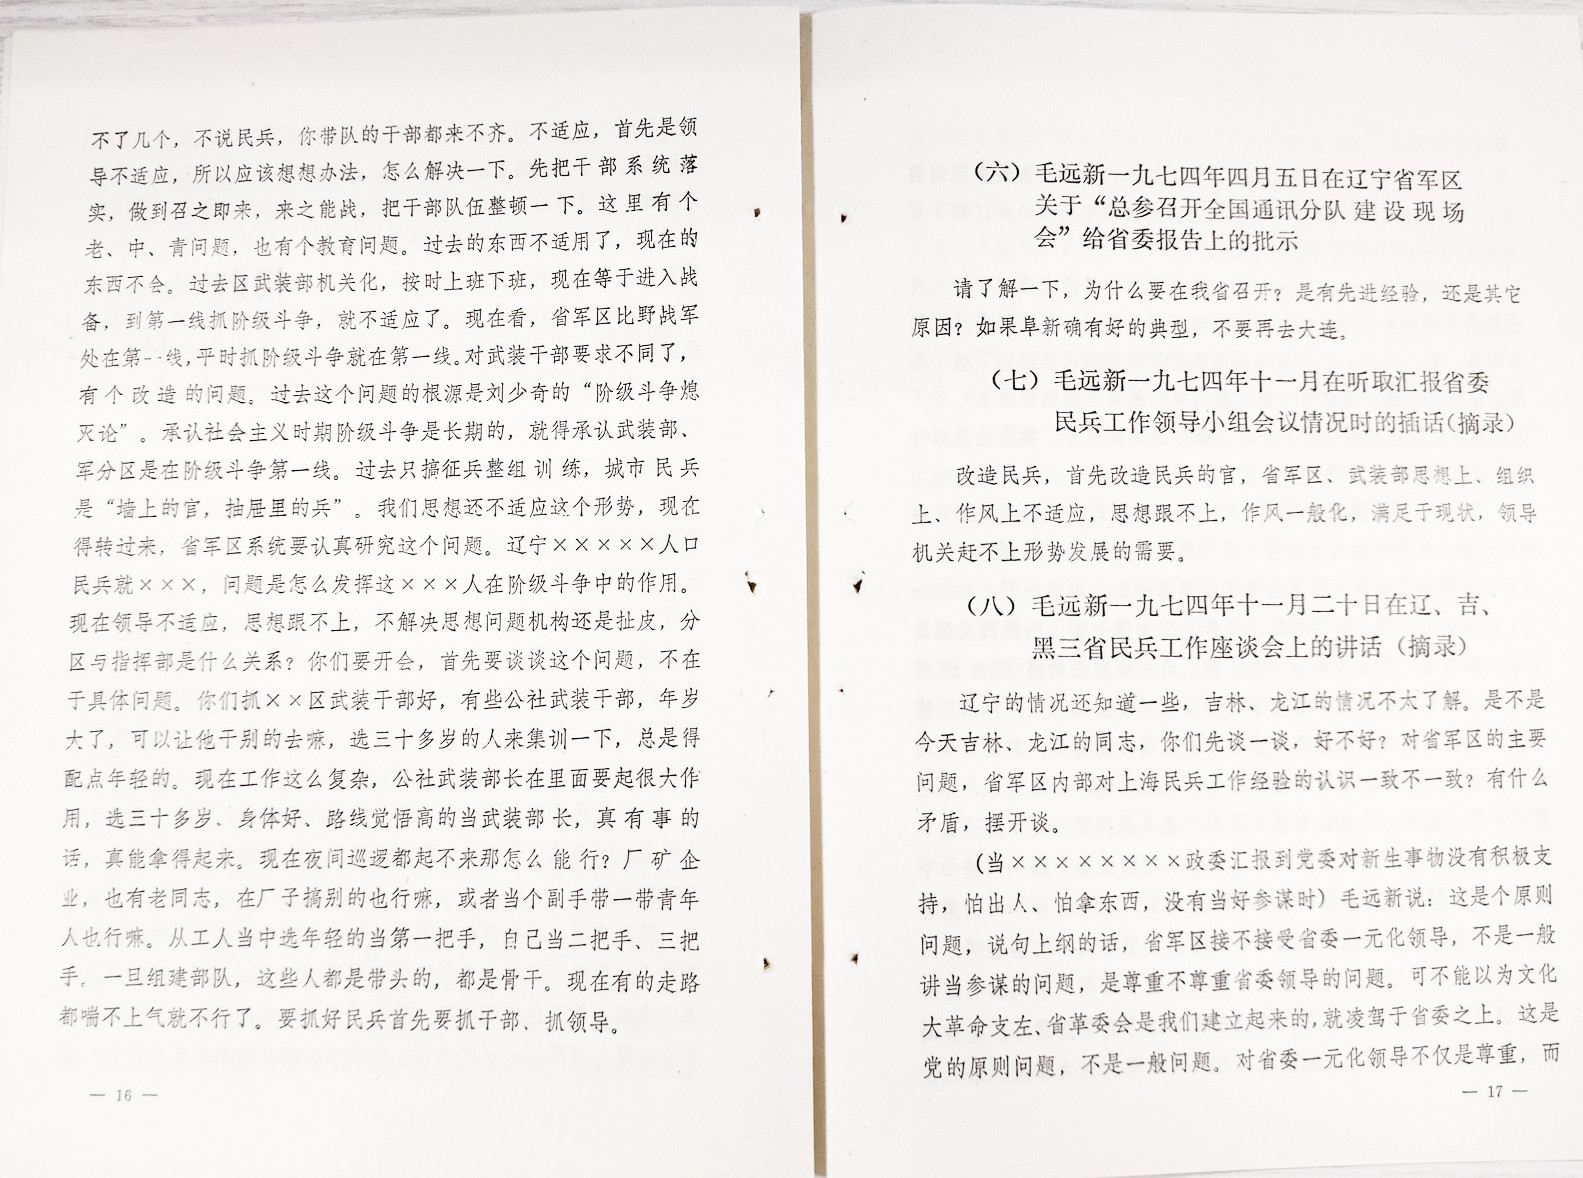 不了几个，不说民兵，你带队的干部都来不齐。不适应，首先是领
导不适应，所以应该想想办法，怎么解决一下。先把干部系统落
实，做到召之即来，来之能战，把干部队伍整顿一下。这里有个
老、中、青问题，也有个教育问题。过去的东西不适用了，现在的
东西不会。过去区武装部机关化，按时上班下班，现在等于进入战
备，到第一线抓阶级斗争，就不适应了。现在看，省军区比野战军
处在第一线，平时抓阶级斗争就在第一线。对武装干部要求不同了，
有个改造的问题。过去这个问题的根源是刘少奇的“阶级斗争熄
灭论”。承认社会主义时期阶级斗争是长期的，就得承认武装部、
军分区是在阶级斗争第一线。过去只搞征兵整组训练，城市民兵
是“墙上的官，抽屉里的兵”。我们思想还不适应这个形势，现在
得转过来，省军区系统要认真研究这个问题。辽宁×××××人口
民兵就×××，问题是怎么发挥这×××人在阶级斗争中的作用。
现在领导不适应，思想跟不上，不解决思想问题机构还是扯皮，分
区与指挥部是什么关系？你们要开会，首先要谈谈这个问题，不在
于具体问题。你们抓××区武装干部好，有些公社武装干部，年岁
大了，可以让他干别的去嘛，选三十多岁的人来集训一下，总是得
配点年轻的。现在工作这么复杂，公社武装部长在里面要起很大作
用，选三十多岁、身体好、路线觉悟高的当武装部长，真有事的
话，真能拿得起来。现在夜间巡逻都起不来那怎么能行？厂矿企
业，也有老同志，在厂子搞别的也行嘛，或者当个副手带一带青年
人也行嘛。从工人当中选年轻的当第一把手，自己当二把手、三把
手。一旦组建部队，这些人都是带头的，都是骨干。现在有的走路
都喘不上气就不行了。要抓好民兵首先要抓干部、抓领导。
— 16 —
（六）毛远新一九七四年四月五日在辽宁省军区
关于“总参召开全国通讯分队建设现场
会”给省委报告上的批示
请了解一下，为什么要在我省召开？是有先进经验，还是其它
原因？如果阜新确有好的典型，不要再去大连。
（七）毛远新一九七四年十一月在听取汇报省委
民兵工作领导小组会议情况时的插话（摘录）
改造民兵，首先改造民兵的官，省军区、武装部思想上、组织
上、作风上不适应，思想跟不上，作风一般化，满足于现状，领导
机关赶不上形势发展的需要。
（八）毛远新一九七四年十一月二十日在辽、吉、
黑三省民兵工作座谈会上的讲话（摘录）
辽宁的情况还知道一些，吉林、龙江的情况不太了解。是不是
今天吉林、龙江的同志，你们先谈一谈，好不好？对省军区的主要
问题，省军区内部对上海民兵工作经验的认识一致不一致？有什么
矛盾，摆开谈。
（当××××××××政委汇报到党委对新生事物没有积极支
持，怕出人、怕拿东西，没有当好参谋时）毛远新说：这是个原则
问题，说句上纲的话，省军区接不接受省委一元化领导，不是一般
讲当参谋的问题，是尊重不尊重省委领导的问题。可不能以为文化
大革命支左、省革委会是我们建立起来的，就凌驾于省委之上。这是
党的原则问题，不是一般问题。对省委一元化领导不仅是尊重，而
— 17 —